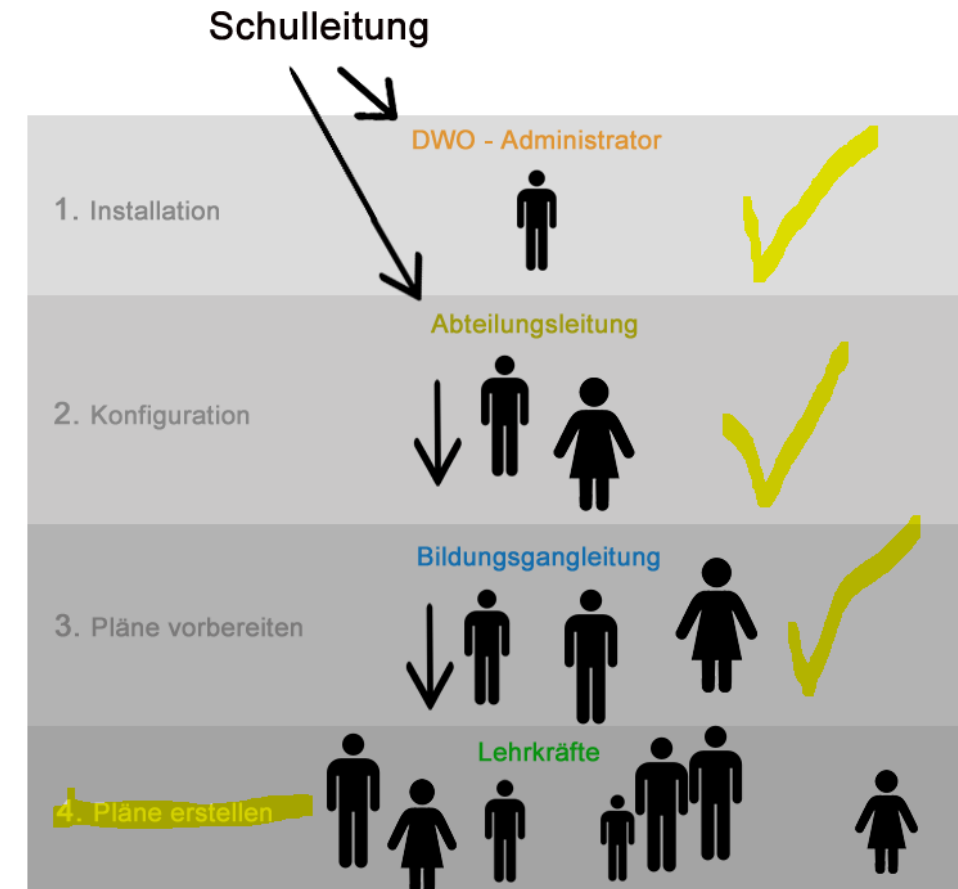 Schulleitung
DWO - Administrator
1. Installation
Abteilungsleitung
2. Konfiguration
Bildungsgangleitung
3. Pläne vorbereiten
Lehrkräfte
4. Pläne erstellen